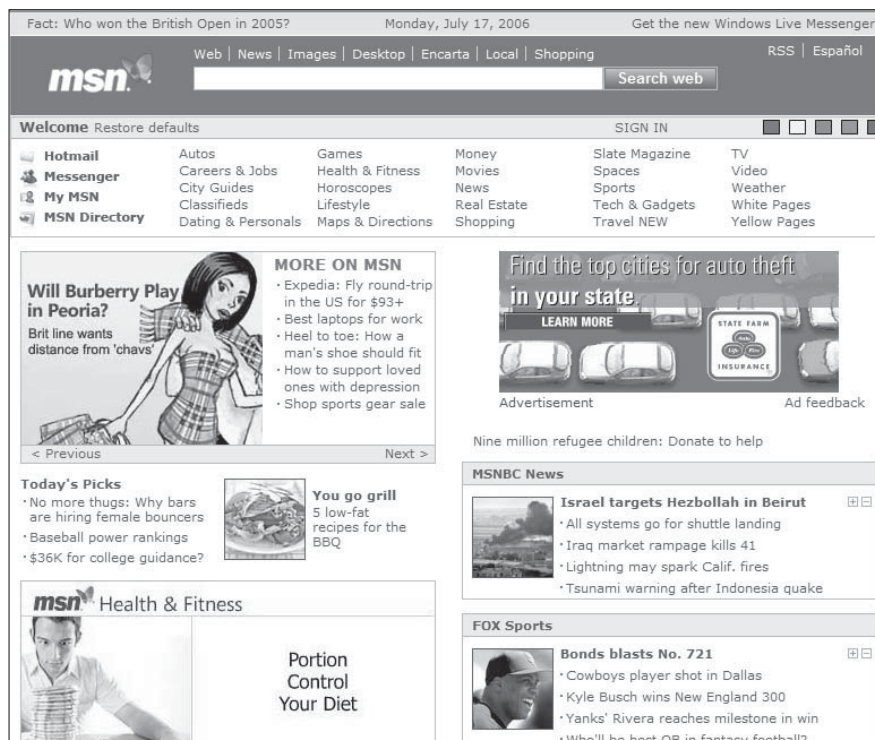 Fact: Who won the British Open in 2005?
Monday, July 17, 2006
Get the new Windows Live Messenger
Web | News | Images | Desktop | Encarta | Local | Shopping
RSS | Español
msn
Search web
Welcome Restore defaults
SIGN IN
Hotmail
Messenger
My MSN
MSN Directory
Autos
Careers & Jobs
City Guides
Classifieds
Dating & Personals
Games
Health & Fitness
Horoscopes
Lifestyle
Maps & Directions
Money
Movies
News
Real Estate
Shopping
Slate Magazine
Spaces
Sports
Tech & Gadgets
Travel NEW
TV
Video
Weather
White Pages
Yellow Pages
Will Burberry Play
in Peoria?
Brit line wants
distance from 'chavs'
MORE ON MSN
· Expedia: Fly round-trip
in the US for $93+
· Best laptops for work
· Heel to toe: How a
man's shoe should fit
· How to support loved
ones with depression
· Shop sports gear sale
< Previous
Next >
Find the top cities for auto theft
in your state.
LEARN MORE
STATE FARM
Auto
Life Fire
INSURANCE
Advertisement
Ad feedback
Nine million refugee children: Donate to help
Today's Picks
· No more thugs: Why bars
are hiring female bouncers
· Baseball power rankings
· $36K for college guidance?
You go grill
5 low-fat
recipes for the
BBQ
MSNBC News
Israel targets Hezbollah in Beirut
· All systems go for shuttle landing
· Iraq market rampage kills 41
· Lightning may spark Calif. fires
· Tsunami warning after Indonesia quake
msn Health & Fitness
Portion
Control
Your Diet
FOX Sports
Bonds blasts No. 721
· Cowboys player shot in Dallas
· Kyle Busch wins New England 300
· Yanks' Rivera reaches milestone in win
· Who'll be best QB in fantasy football?